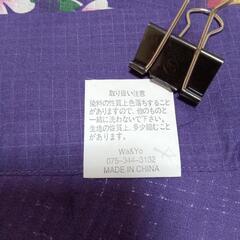 取り扱い注意
染料の性質上色落ちすること
がありますので、他のものと
一緒に洗わないで下さい。
生地の性質上、多少縮むこと
があります。
Wa&Yo
075-344-3132
MADE IN CHINA